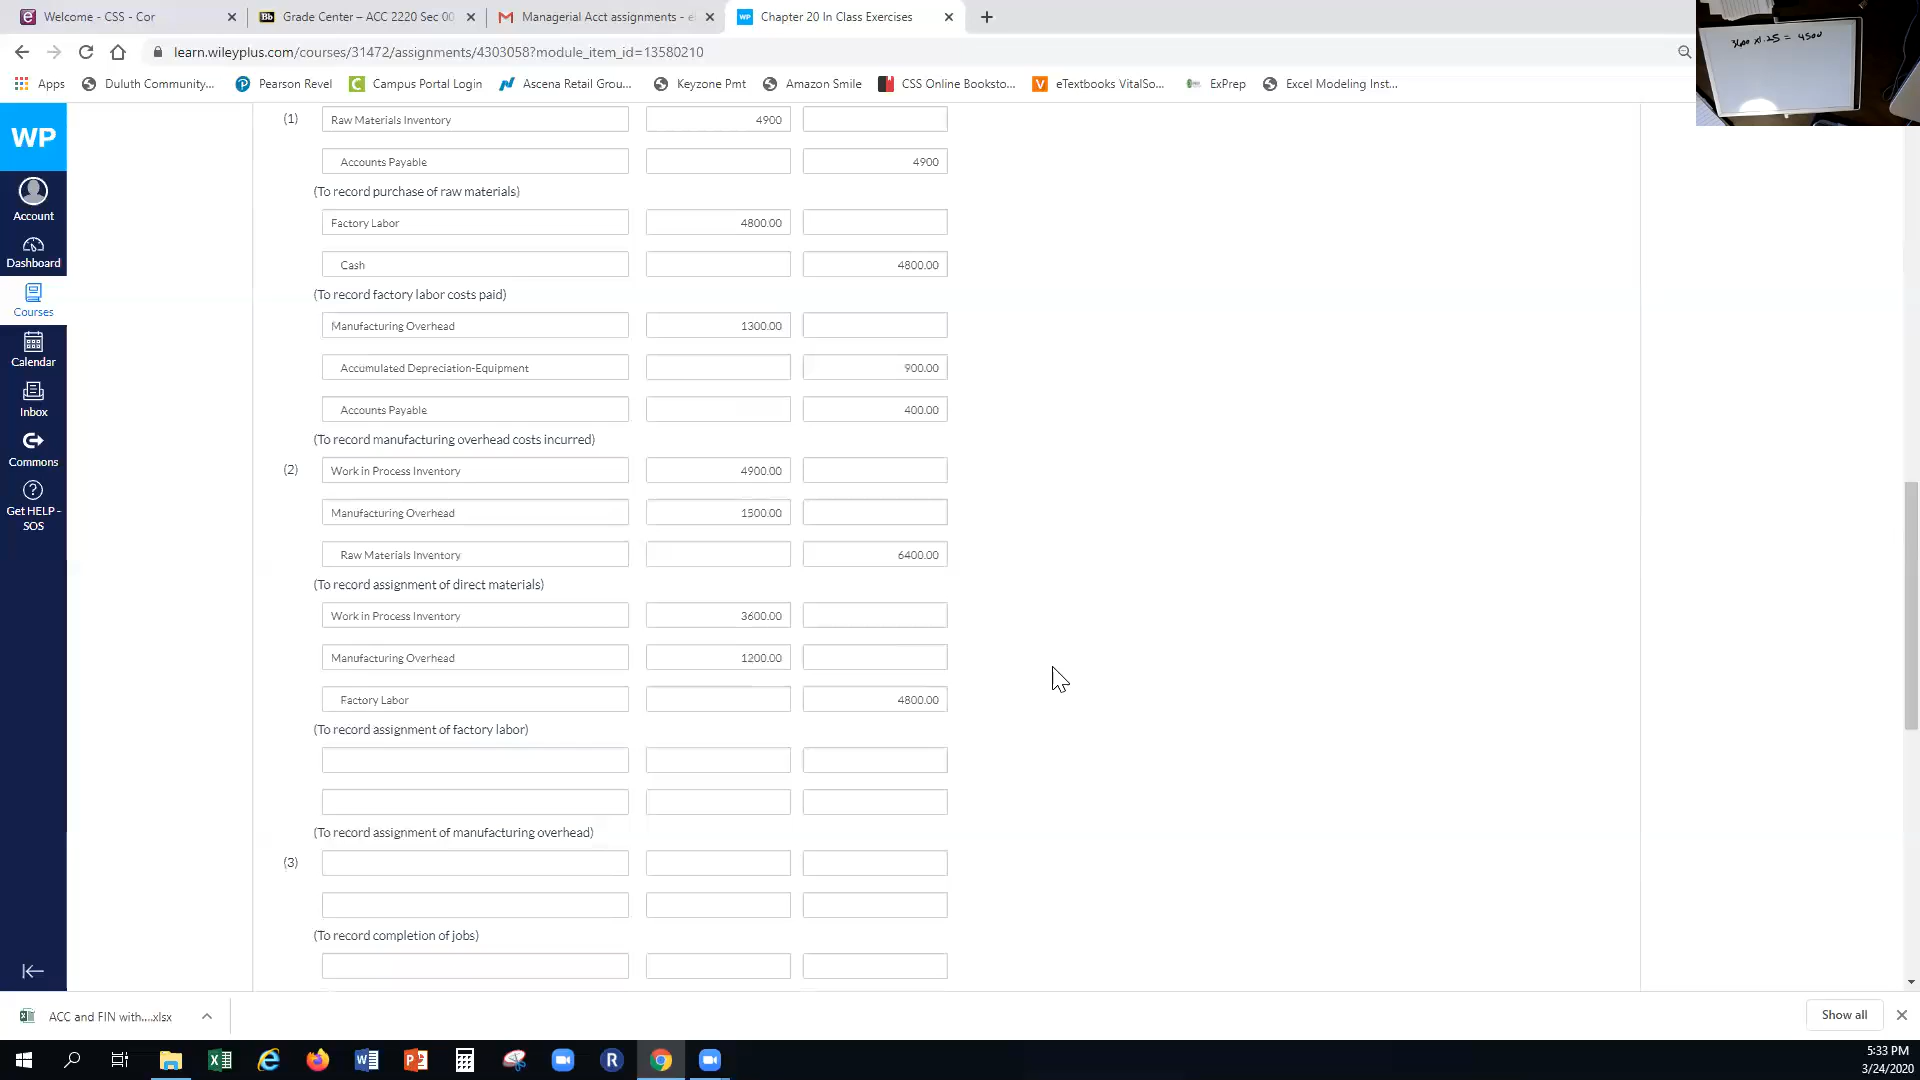 Welcome - CSS - Cor
Grade Center – ACC 2220 Sec 00
Managerial Acct assignments - e
Chapter 20 In Class Exercises
learn.wileyplus.com/courses/31472/assignments/4303058?module_item_id=13580210
Apps
Duluth Community...
Pearson Revel
Campus Portal Login
Ascena Retail Grou...
Keyzone Pmt
Amazon Smile
CSS Online Booksto...
eTextbooks VitalSo...
ExPrep
Excel Modeling Inst...
3600 x 1.25 = 4500
WP
Account
Dashboard
Courses
Calendar
Inbox
Commons
Get HELP -
SOS
(1) Raw Materials Inventory 4900
Accounts Payable 4900
(To record purchase of raw materials)
Factory Labor 4800.00
Cash 4800.00
(To record factory labor costs paid)
Manufacturing Overhead 1300.00
Accumulated Depreciation-Equipment 900.00
Accounts Payable 400.00
(To record manufacturing overhead costs incurred)
(2) Work in Process Inventory 4900.00
Manufacturing Overhead 1500.00
Raw Materials Inventory 6400.00
(To record assignment of direct materials)
Work in Process Inventory 3600.00
Manufacturing Overhead 1200.00
Factory Labor 4800.00
(To record assignment of factory labor)
(To record assignment of manufacturing overhead)
(3)
(To record completion of jobs)
ACC and FIN with....xlsx
Show all
5:33 PM
3/24/2020